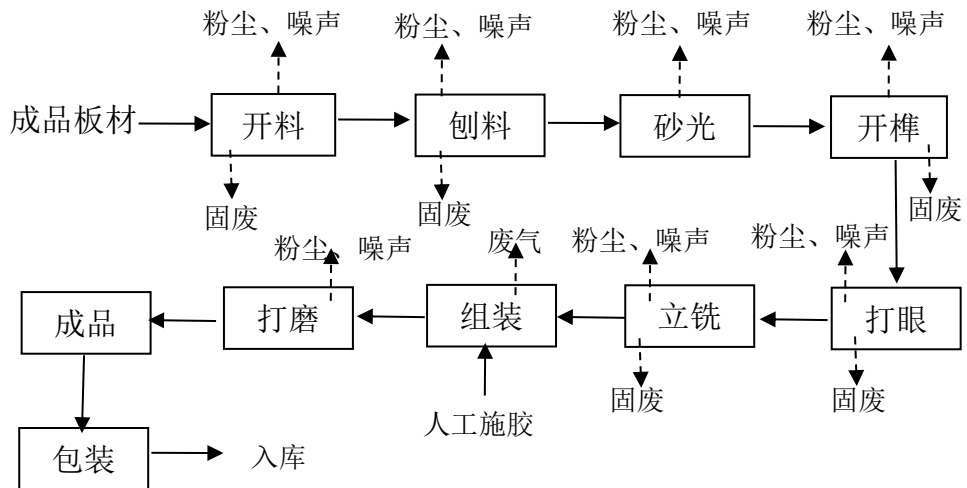 粉尘、噪声
粉尘、噪声
粉尘、噪声
粉尘、噪声
成品板材
开料
刨料
砂光
开榫
固废
固废
固废
粉尘、噪声
废气
粉尘、噪声
粉尘、噪声
成品
打磨
组装
立铣
打眼
固废
固废
人工施胶
包装
入库